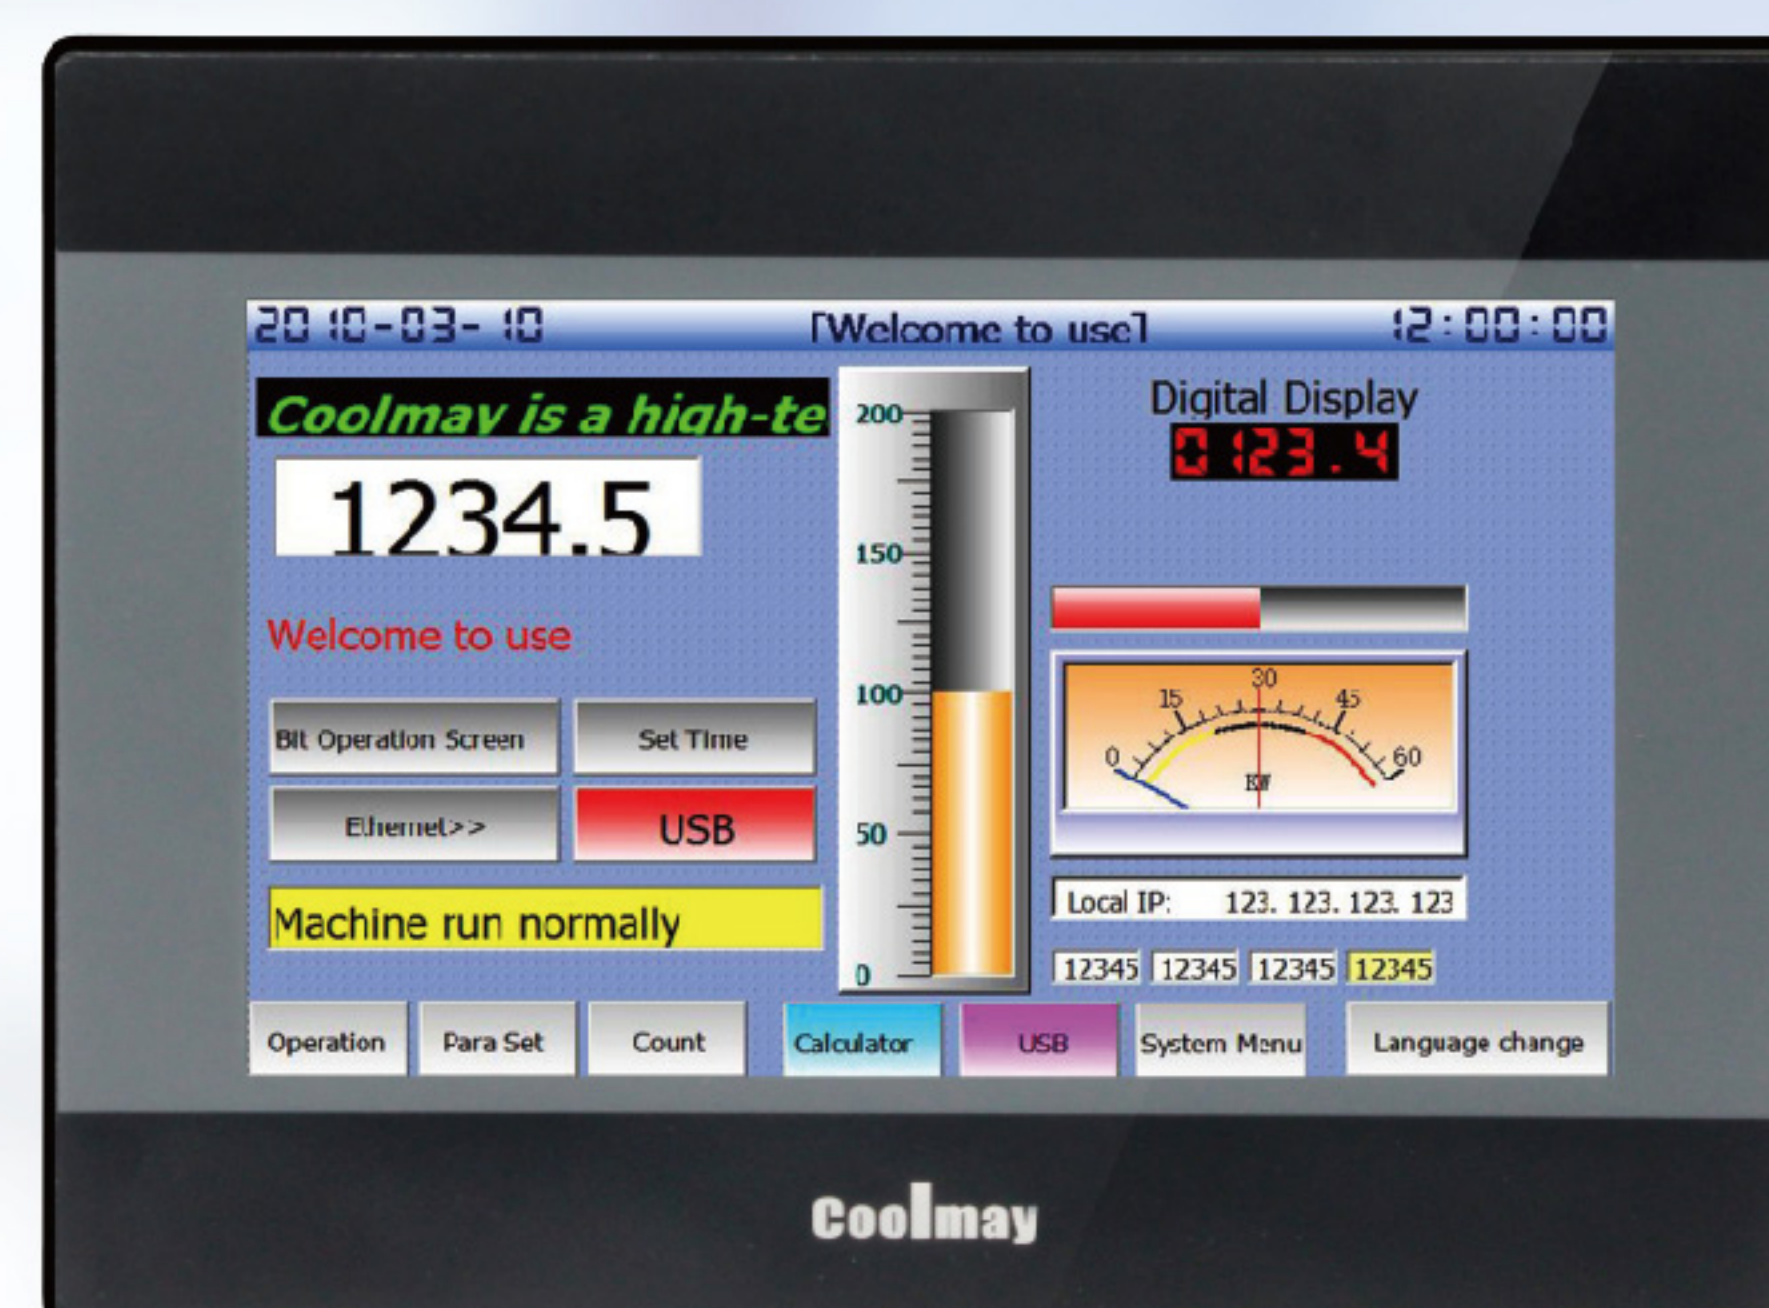 2010-03-10 [Welcome to use] 12:00:00
Coolmay is a high-te
1234.5
Welcome to use
Bit Operation Screen Set Time
Ethernet>> USB
Machine run normally
200
150
100
50
0
Digital Display
0123.4
0 15 30 45 60
KW
Local IP: 123. 123. 123. 123
12345 12345 12345 12345
Operation Para Set Count Calculator USB System Menu Language change
Coolmay